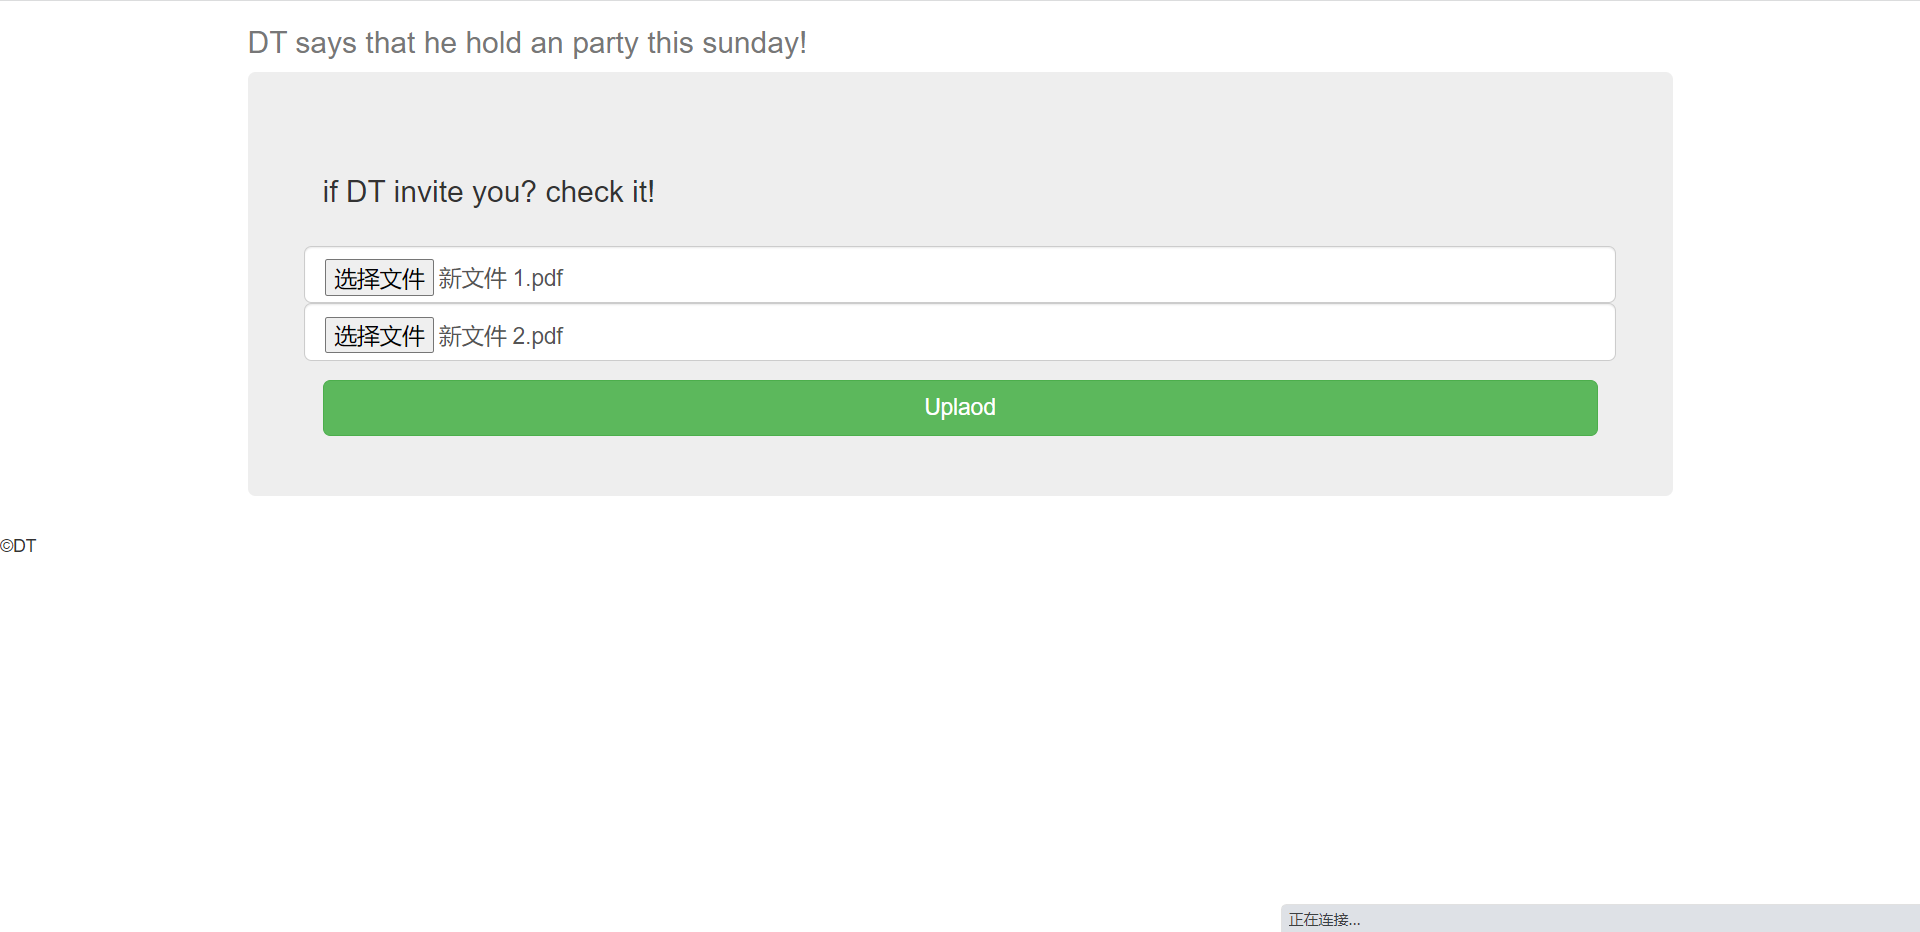 DT says that he hold an party this sunday!
if DT invite you? check it!
选择文件 新文件 1.pdf
选择文件 新文件 2.pdf
Uplaod
©DT
正在连接...